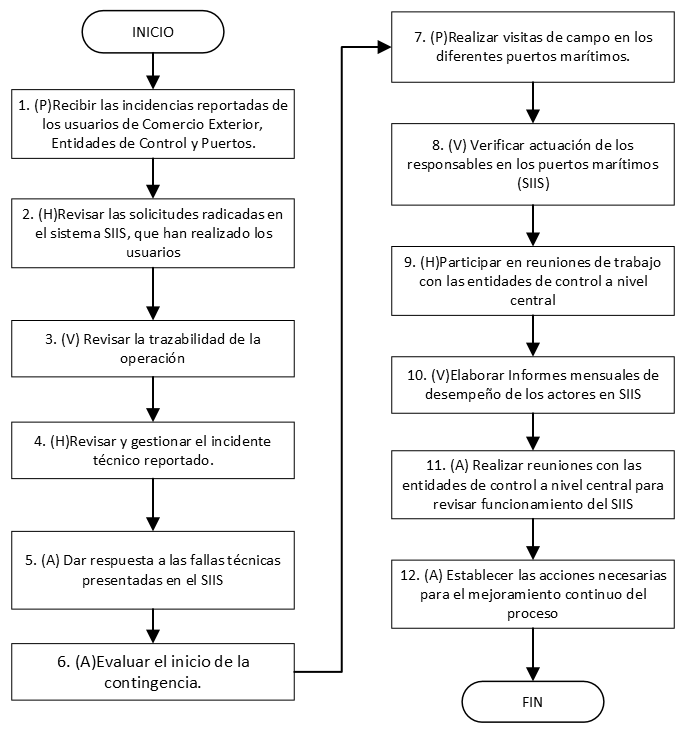 INICIO
1. (P)Recibir las incidencias reportadas de
los usuarios de Comercio Exterior,
Entidades de Control y Puertos.
2. (H)Revisar las solicitudes radicadas en
el sistema SIIS, que han realizado los
usuarios
3. (V) Revisar la trazabilidad de la
operación
4. (H)Revisar y gestionar el incidente
técnico reportado.
5. (A) Dar respuesta a las fallas técnicas
presentadas en el SIIS
6. (A)Evaluar el inicio de la
contingencia.
7. (P)Realizar visitas de campo en los
diferentes puertos marítimos.
8. (V) Verificar actuación de los
responsables en los puertos marítimos
(SIIS)
9. (H)Participar en reuniones de trabajo
con las entidades de control a nivel
central
10. (V)Elaborar Informes mensuales de
desempeño de los actores en SIIS
11. (A) Realizar reuniones con las
entidades de control a nivel central para
revisar funcionamiento del SIIS
12. (A) Establecer las acciones necesarias
para el mejoramiento continuo del
proceso
FIN